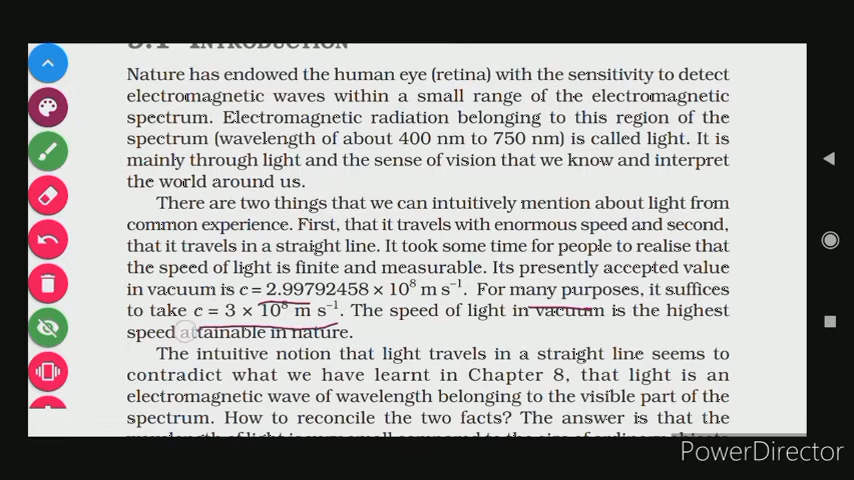 Nature has endowed the human eye (retina) with the sensitivity to detect
electromagnetic waves within a small range of the electromagnetic
spectrum. Electromagnetic radiation belonging to this region of the
spectrum (wavelength of about 400 nm to 750 nm) is called light. It is
mainly through light and the sense of vision that we know and interpret
the world around us.
There are two things that we can intuitively mention about light from
common experience. First, that it travels with enormous speed and second,
that it travels in a straight line. It took some time for people to realise that
the speed of light is finite and measurable. Its presently accepted value
in vacuum is c = 2.99792458 × 10⁸ m s⁻¹. For many purposes, it suffices
to take c = 3 × 10⁸ m s⁻¹. The speed of light in vacuum is the highest
speed attainable in nature.
The intuitive notion that light travels in a straight line seems to
contradict what we have learnt in Chapter 8, that light is an
electromagnetic wave of wavelength belonging to the visible part of the
spectrum. How to reconcile the two facts? The answer is that the
PowerDirector